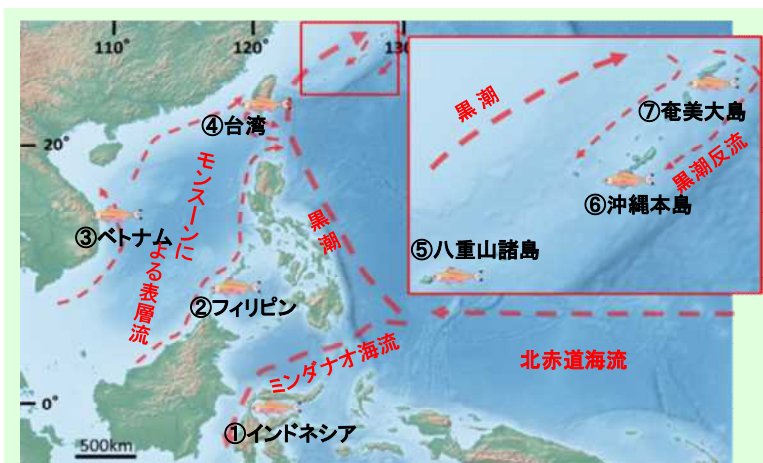 110°
120°
130
20°
0°
500km
黒潮
⑦奄美大島
黒潮反流
⑥沖縄本島
⑤八重山諸島
④台湾
モンスーンに
よる表層流
黒潮
③ベトナム
②フィリピン
ミンダナオ海流
北赤道海流
①インドネシア